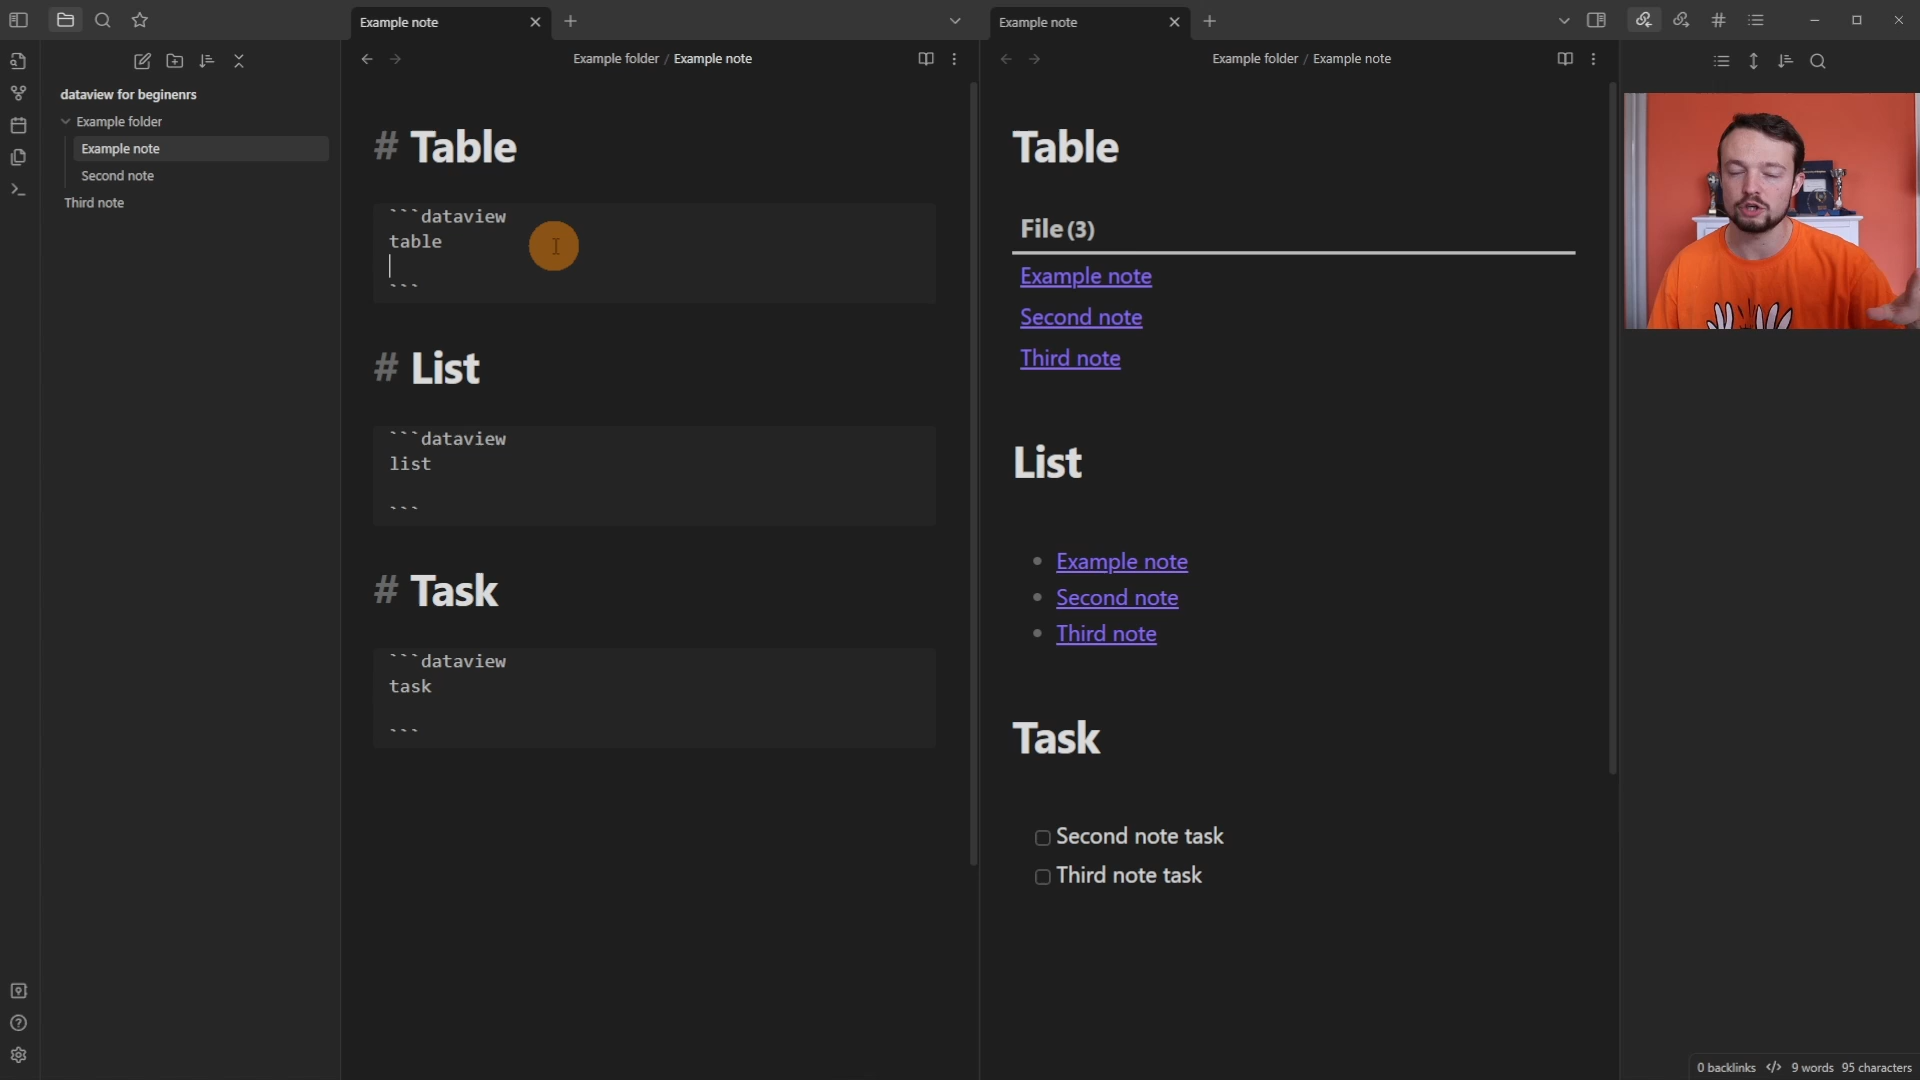 Example note
Example note
Example folder / Example note
Example folder / Example note
dataview for beginenrs
Example folder
Example note
Second note
Third note
# Table
```dataview
table
```
# List
```dataview
list
```
# Task
```dataview
task
```
Table
File (3)
Example note
Second note
Third note
List
Example note
Second note
Third note
Task
Second note task
Third note task
0 backlinks </> 9 words 95 characters